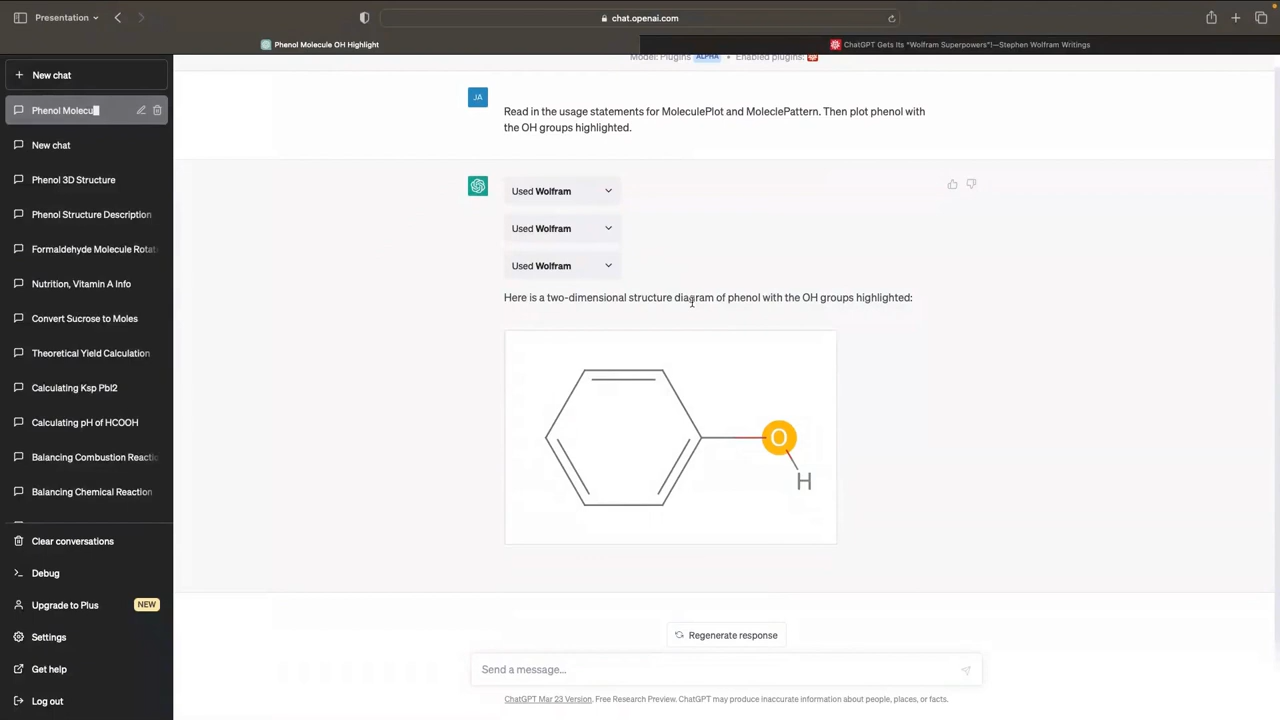 Presentation
chat.openai.com
Phenol Molecule OH Highlight
ChatGPT Gets Its "Wolfram Superpowers"!—Stephen Wolfram Writings
New chat
Phenol Molecu
New chat
Phenol 3D Structure
Phenol Structure Description
Formaldehyde Molecule Rotat
Nutrition, Vitamin A Info
Convert Sucrose to Moles
Theoretical Yield Calculation
Calculating Ksp PbI2
Calculating pH of HCOOH
Balancing Combustion Reactio
Balancing Chemical Reaction
Clear conversations
Debug
Upgrade to Plus NEW
Settings
Get help
Log out
Model: Plugins ALPHA • Enabled plugins:
JA
Read in the usage statements for MoleculePlot and MoleclePattern. Then plot phenol with
the OH groups highlighted.
Used Wolfram
Used Wolfram
Used Wolfram
Here is a two-dimensional structure diagram of phenol with the OH groups highlighted:
O
H
Regenerate response
Send a message...
ChatGPT Mar 23 Version. Free Research Preview. ChatGPT may produce inaccurate information about people, places, or facts.